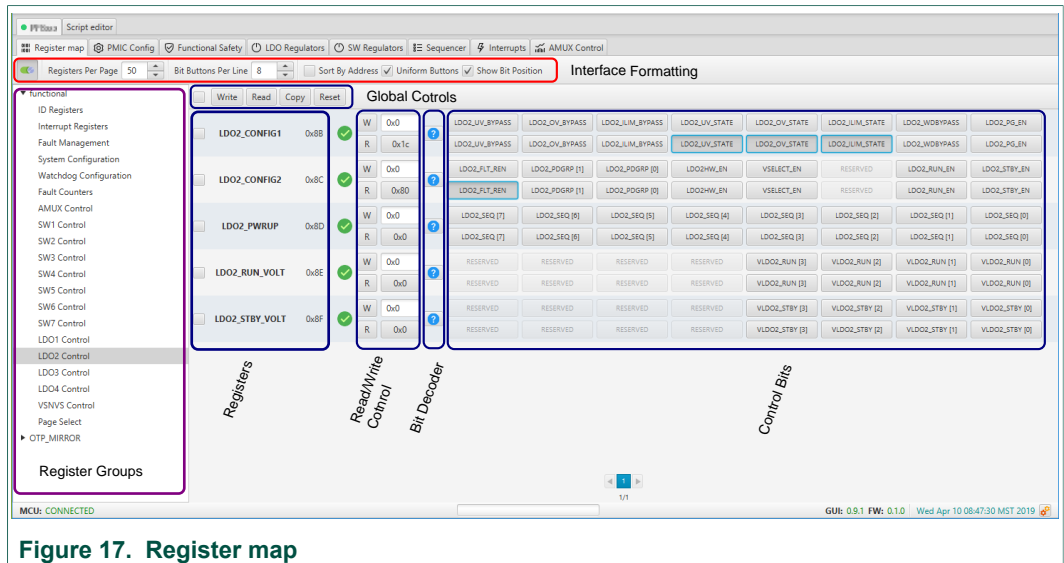 Script editor
Register map PMIC Config Functional Safety LDO Regulators SW Regulators Sequencer Interrupts AMUX Control
Registers Per Page 50 Bit Buttons Per Line 8 Sort By Address Uniform Buttons Show Bit Position Interface Formatting
functional
Write Read Copy Reset Global Cotrols
ID Registers
Interrupt Registers
Fault Management
System Configuration
Watchdog Configuration
Fault Counters
AMUX Control
SW1 Control
SW2 Control
SW3 Control
SW4 Control
SW5 Control
SW6 Control
SW7 Control
LDO1 Control
LDO2 Control
LDO3 Control
LDO4 Control
VSNVS Control
Page Select
OTP_MIRROR
Register Groups
W 0x0 LDO2_UV_BYPASS LDO2_OV_BYPASS LDO2_ILIM_BYPASS LDO2_UV_STATE LDO2_OV_STATE LDO2_ILIM_STATE LDO2_WDBYPASS LDO2_PG_EN
LDO2_CONFIG1 0x8B
R 0x1c LDO2_UV_BYPASS LDO2_OV_BYPASS LDO2_ILIM_BYPASS LDO2_UV_STATE LDO2_OV_STATE LDO2_ILIM_STATE LDO2_WDBYPASS LDO2_PG_EN
W 0x0 LDO2_FLT_REN LDO2_PDGRP [1] LDO2_PDGRP [0] LDO2HW_EN VSELECT_EN RESERVED LDO2_RUN_EN LDO2_STBY_EN
LDO2_CONFIG2 0x8C
R 0x80 LDO2_FLT_REN LDO2_PDGRP [1] LDO2_PDGRP [0] LDO2HW_EN VSELECT_EN RESERVED LDO2_RUN_EN LDO2_STBY_EN
W 0x0 LDO2_SEQ [7] LDO2_SEQ [6] LDO2_SEQ [5] LDO2_SEQ [4] LDO2_SEQ [3] LDO2_SEQ [2] LDO2_SEQ [1] LDO2_SEQ [0]
LDO2_PWRUP 0x8D
R 0x0 LDO2_SEQ [7] LDO2_SEQ [6] LDO2_SEQ [5] LDO2_SEQ [4] LDO2_SEQ [3] LDO2_SEQ [2] LDO2_SEQ [1] LDO2_SEQ [0]
W 0x0 RESERVED RESERVED RESERVED RESERVED VLDO2_RUN [3] VLDO2_RUN [2] VLDO2_RUN [1] VLDO2_RUN [0]
LDO2_RUN_VOLT 0x8E
R 0x0 RESERVED RESERVED RESERVED RESERVED VLDO2_RUN [3] VLDO2_RUN [2] VLDO2_RUN [1] VLDO2_RUN [0]
W 0x0 RESERVED RESERVED RESERVED RESERVED VLDO2_STBY [3] VLDO2_STBY [2] VLDO2_STBY [1] VLDO2_STBY [0]
LDO2_STBY_VOLT 0x8F
R 0x0 RESERVED RESERVED RESERVED RESERVED VLDO2_STBY [3] VLDO2_STBY [2] VLDO2_STBY [1] VLDO2_STBY [0]
Registers
Read/Write
Cotnrol
Bit Decoder
Control Bits
1
1/1
MCU: CONNECTED GUI: 0.9.1 FW: 0.1.0 Wed Apr 10 08:47:30 MST 2019
Figure 17. Register map